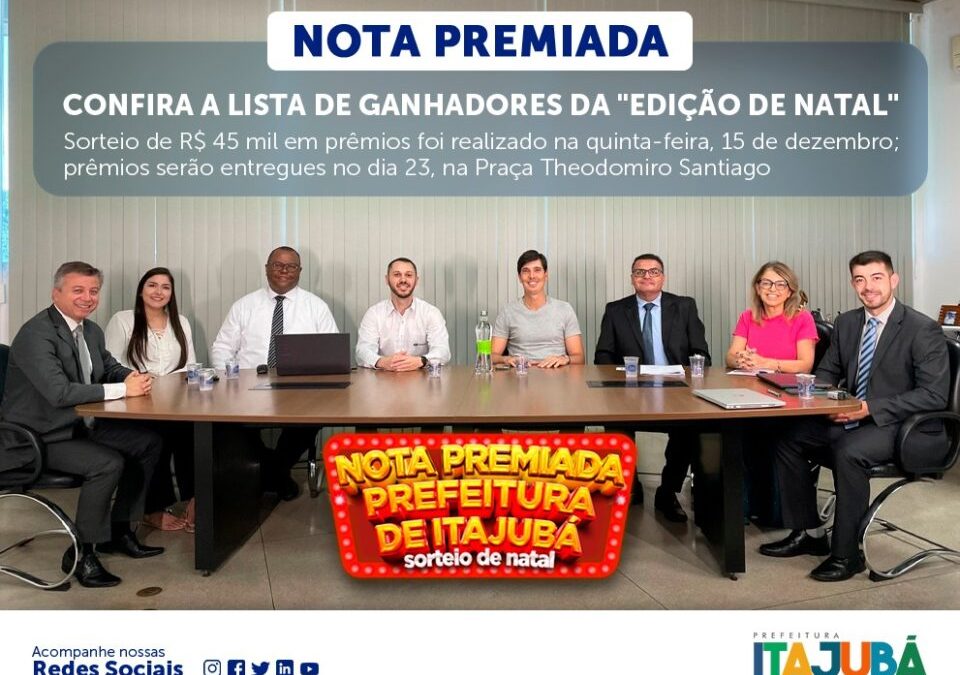 NOTA PREMIADA
CONFIRA A LISTA DE GANHADORES DA "EDIÇÃO DE NATAL"
Sorteio de R$ 45 mil em prêmios foi realizado na quinta-feira, 15 de dezembro;
prêmios serão entregues no dia 23, na Praça Theodomiro Santiago
NOTA PREMIADA
PREFEITURA
DE ITAJUBÁ
sorteio de natal
Acompanhe nossas
Redes Sociais
PREFEITURA
ITAJUBÁ